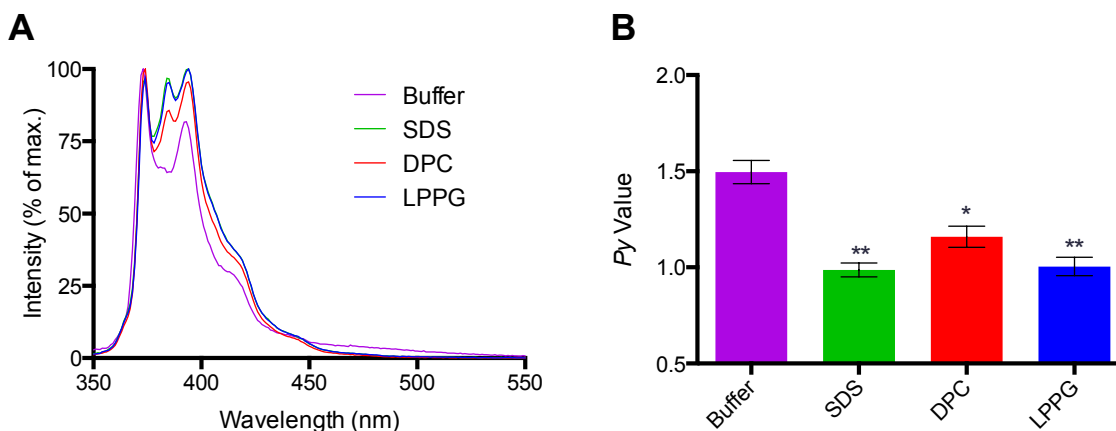 A
Intensity (% of max.)
100
75
50
25
0
350
400
450
500
550
Wavelength (nm)
Buffer
SDS
DPC
LPPG
B
Py Value
2.0
1.5
1.0
0.5
**
*
**
Buffer
SDS
DPC
LPPG